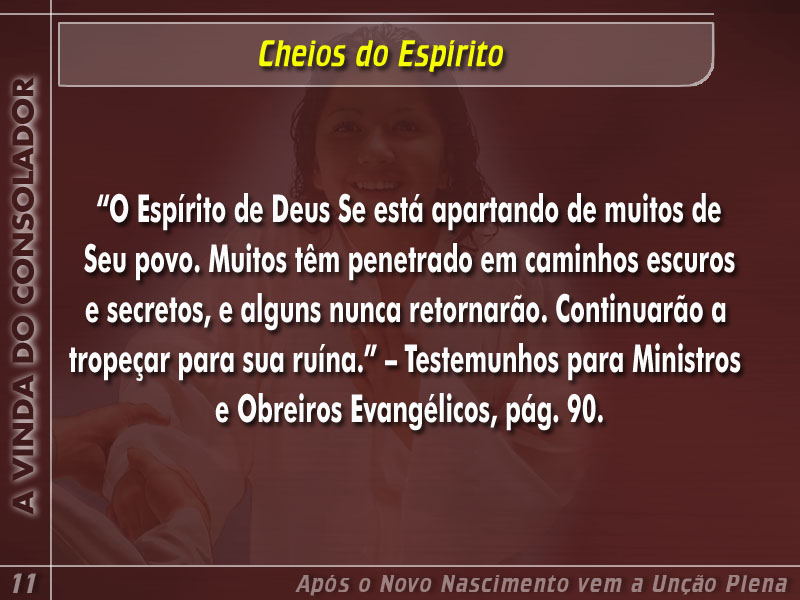 Cheios do Espírito
A VINDA DO CONSOLADOR
“O Espírito de Deus Se está apartando de muitos de
Seu povo. Muitos têm penetrado em caminhos escuros
e secretos, e alguns nunca retornarão. Continuarão a
tropeçar para sua ruína.” – Testemunhos para Ministros
e Obreiros Evangélicos, pág. 90.
11
Após o Novo Nascimento vem a Unção Plena